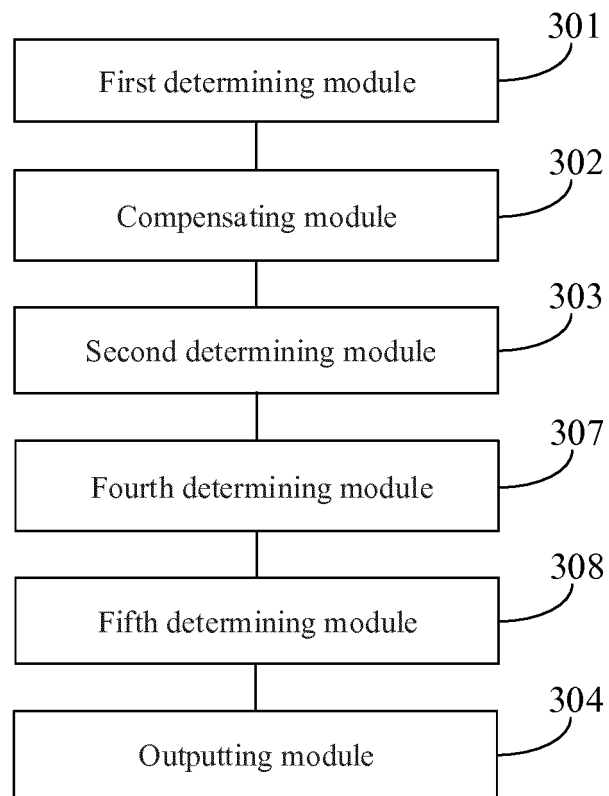 301
First determining module
302
Compensating module
303
Second determining module
307
Fourth determining module
308
Fifth determining module
304
Outputting module